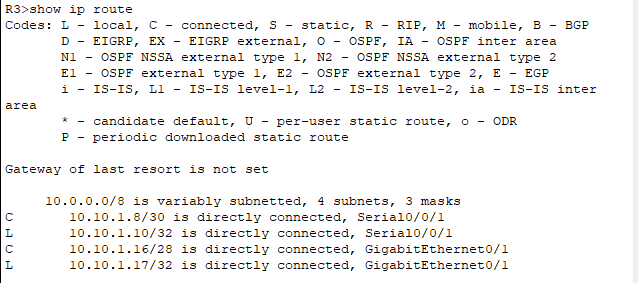 R3>show ip route
Codes: L - local, C - connected, S - static, R - RIP, M - mobile, B - BGP
       D - EIGRP, EX - EIGRP external, O - OSPF, IA - OSPF inter area
       N1 - OSPF NSSA external type 1, N2 - OSPF NSSA external type 2
       E1 - OSPF external type 1, E2 - OSPF external type 2, E - EGP
       i - IS-IS, L1 - IS-IS level-1, L2 - IS-IS level-2, ia - IS-IS inter
area
       * - candidate default, U - per-user static route, o - ODR
       P - periodic downloaded static route

Gateway of last resort is not set

     10.0.0.0/8 is variably subnetted, 4 subnets, 3 masks
C       10.10.1.8/30 is directly connected, Serial0/0/1
L       10.10.1.10/32 is directly connected, Serial0/0/1
C       10.10.1.16/28 is directly connected, GigabitEthernet0/1
L       10.10.1.17/32 is directly connected, GigabitEthernet0/1